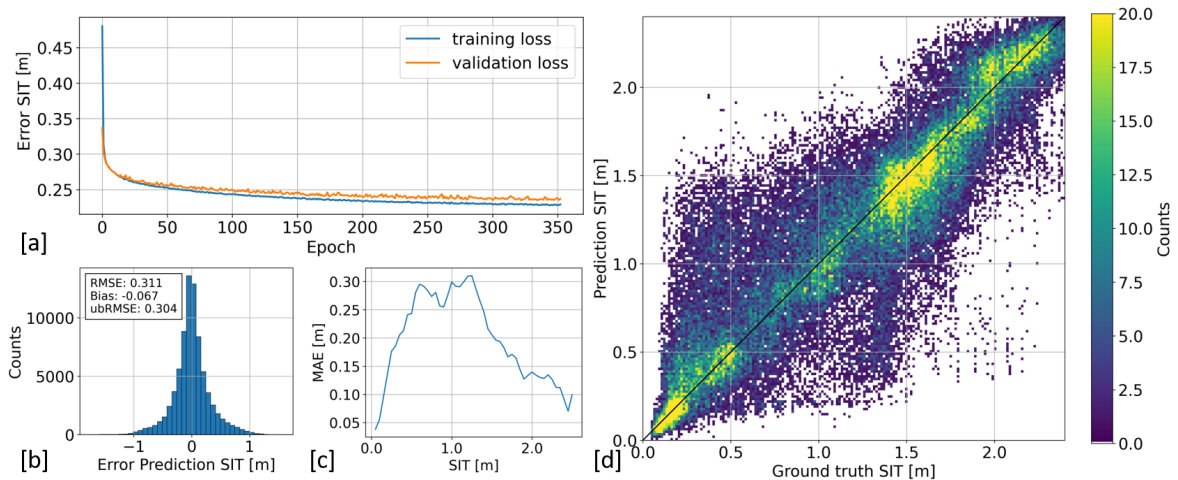 0.45
0.40
0.35
0.30
0.25
Error SIT [m]
training loss
validation loss
0 50 100 150 200 250 300 350
Epoch
[a]
RMSE: 0.311
Bias: -0.067
ubRMSE: 0.304
10000
5000
0
Counts
−1 0 1
Error Prediction SIT [m]
[b]
0.30
0.25
0.20
0.15
0.10
0.05
MAE [m]
0.0 1.0 2.0
SIT [m]
[c]
2.0
1.5
1.0
0.5
0.0
Prediction SIT [m]
0.0 0.5 1.0 1.5 2.0
Ground truth SIT [m]
[d]
20.0
17.5
15.0
12.5
10.0
7.5
5.0
2.5
0.0
Counts